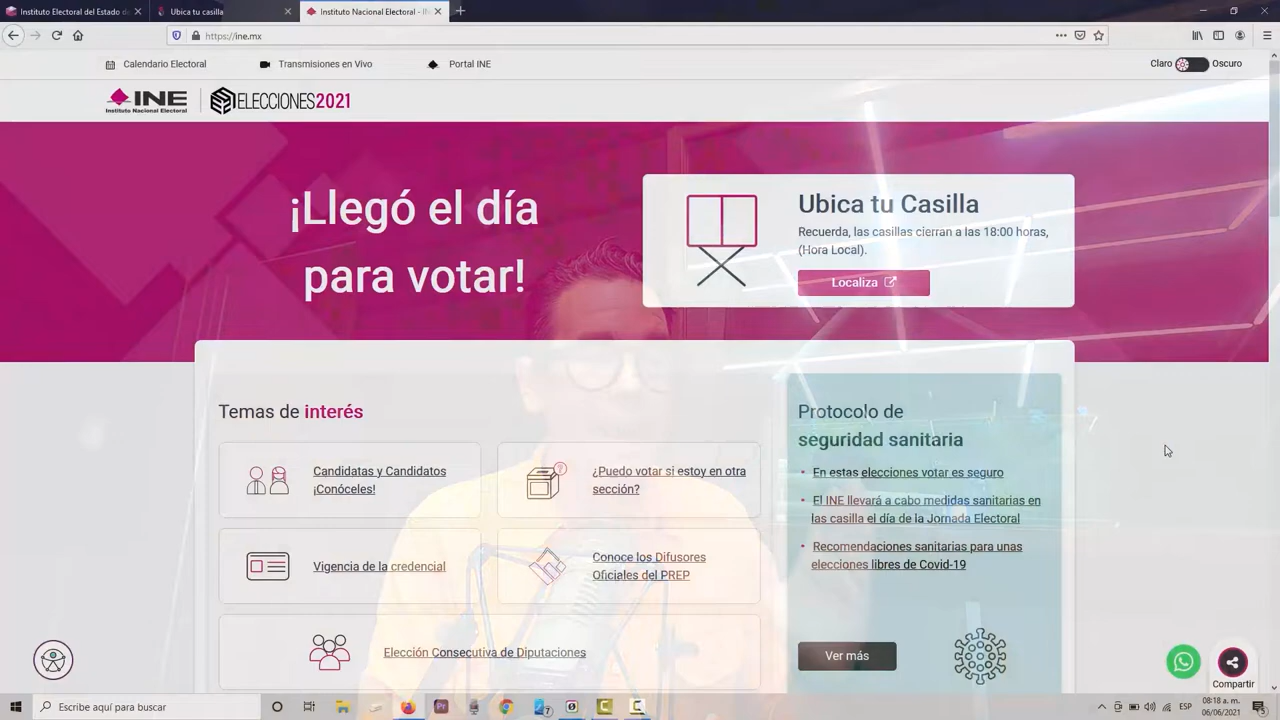 Instituto Electoral del Estado de
Ubica tu casilla
Instituto Nacional Electoral - INE
https://ine.mx
Calendario Electoral
Transmisiones en Vivo
Portal INE
Claro
Oscuro
INE
Instituto Nacional Electoral
ELECCIONES2021
¡Llegó el día
para votar!
Ubica tu Casilla
Recuerda, las casillas cierran a las 18:00 horas,
(Hora Local).
Localiza
Temas de interés
Candidatas y Candidatos
¡Conóceles!
¿Puedo votar si estoy en otra
sección?
Vigencia de la credencial
Conoce los Difusores
Oficiales del PREP
Elección Consecutiva de Diputaciones
Protocolo de
seguridad sanitaria
En estas elecciones votar es seguro
El INE llevará a cabo medidas sanitarias en
las casilla el día de la Jornada Electoral
Recomendaciones sanitarias para unas
elecciones libres de Covid-19
Ver más
Compartir
Escribe aquí para buscar
ESP
08:18 a. m.
06/06/2021